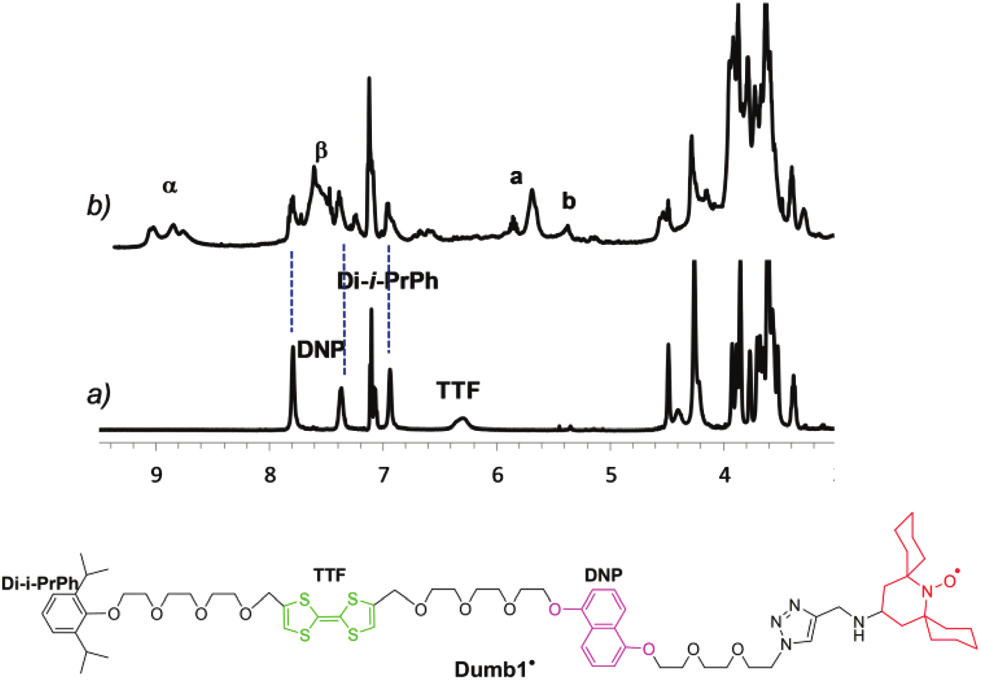 α
β
a
b
b)
Di-i-PrPh
DNP
TTF
a)
9 8 7 6 5 4
Di-i-PrPh
TTF
DNP
O O O O S S S S O O O O
O O O N N N N H N O•
Dumb1•